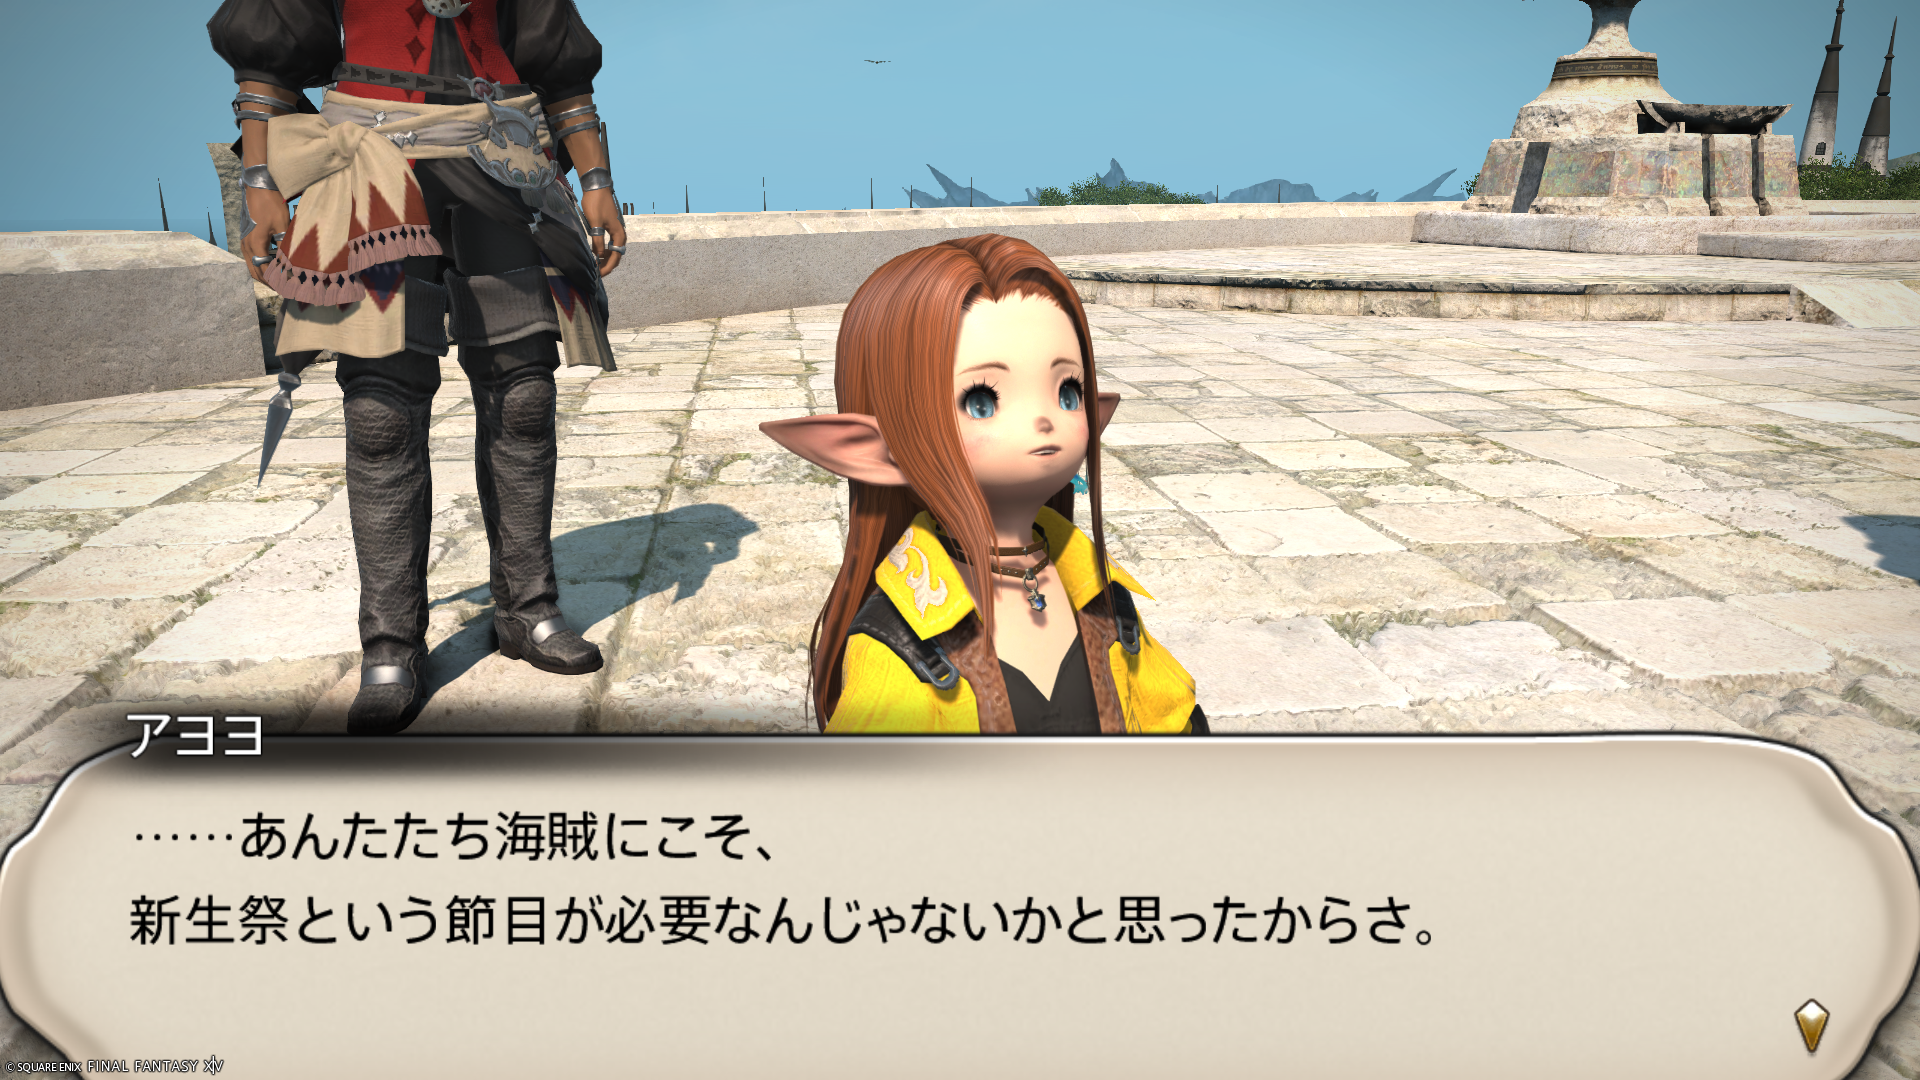 アヨヨ
……あんたたち海賊にこそ、
新生祭という節目が必要なんじゃないかと思ったからさ。
© SQUARE ENIX FINAL FANTASY XIV